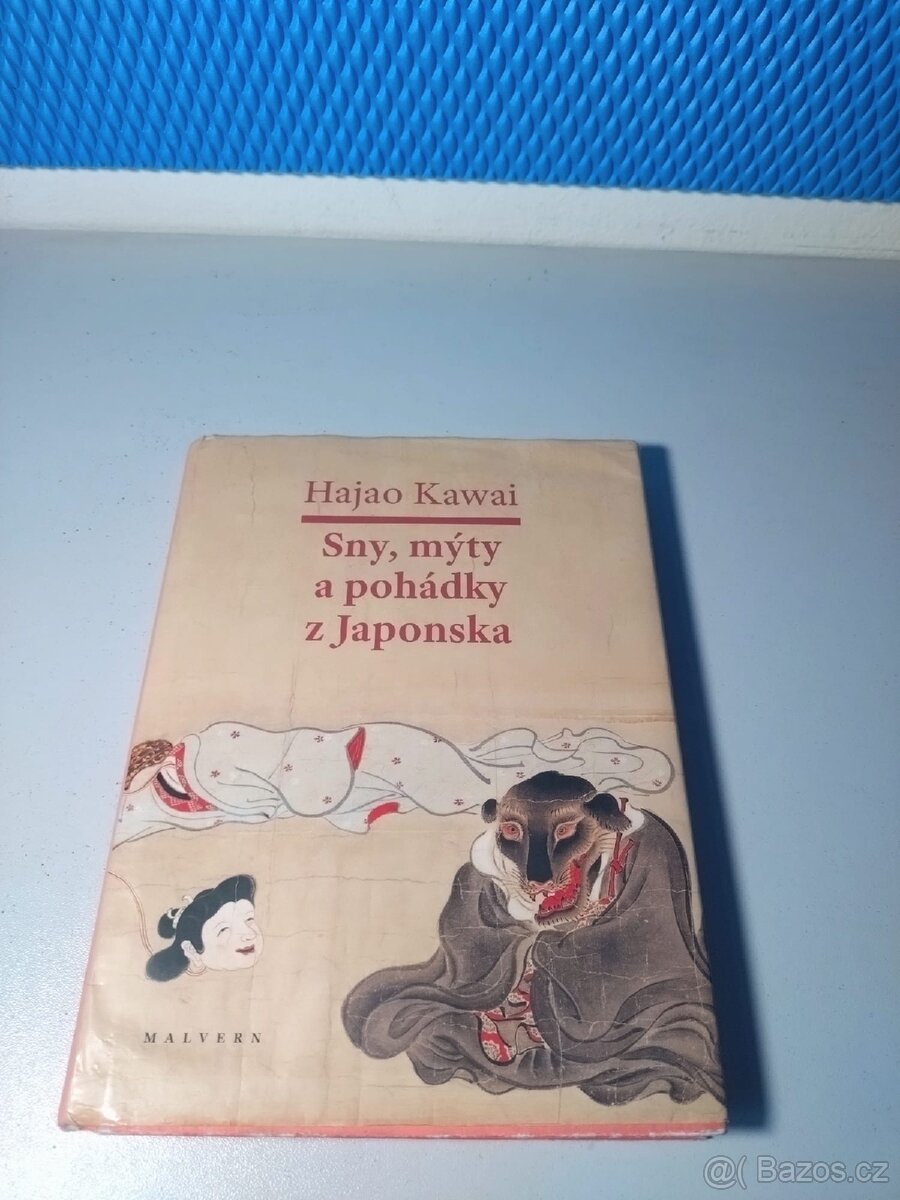 Hajao Kawai
Sny, mýty
a pohádky
z Japonska
MALVERN
@( Bazos.cz